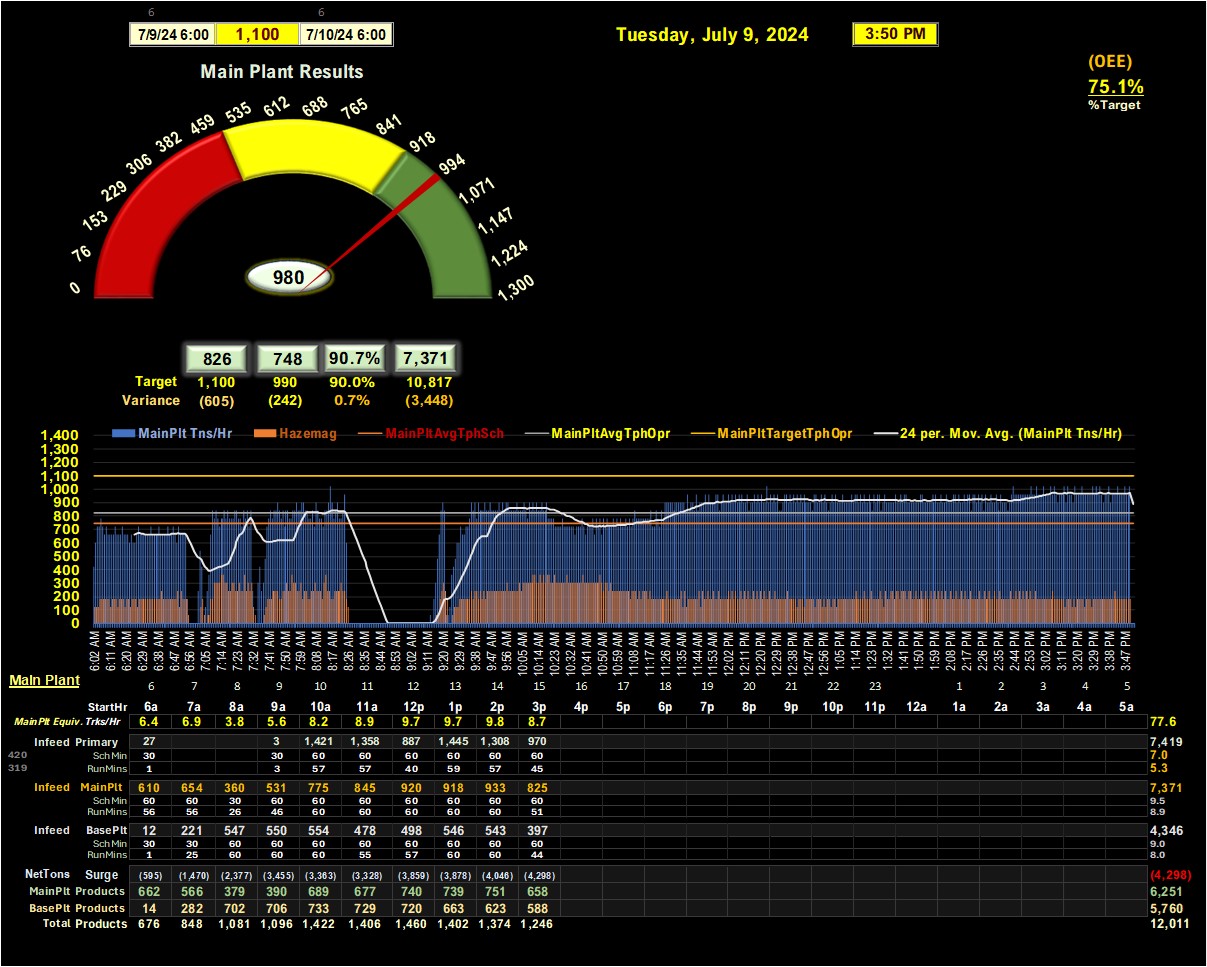 6 6
7/9/24 6:00 1,100 7/10/24 6:00
Tuesday, July 9, 2024 3:50 PM
(OEE)
75.1%
%Target
Main Plant Results
0 76 153 229 306 382 459 535 612 688 765 841 918 994 1,071 1,147 1,224 1,300
980
826 748 90.7% 7,371
Target 1,100 990 90.0% 10,817
Variance (605) (242) 0.7% (3,448)
MainPlt Tns/Hr Hazemag MainPltAvgTphSch MainPltAvgTphOpr MainPltTargetTphOpr 24 per. Mov. Avg. (MainPlt Tns/Hr)
1,400
1,300
1,200
1,100
1,000
900
800
700
600
500
400
300
200
100
0
6:02 AM 6:11 AM 6:20 AM 6:29 AM 6:38 AM 6:47 AM 6:56 AM 7:05 AM 7:14 AM 7:23 AM 7:32 AM 7:41 AM 7:50 AM 7:59 AM 8:08 AM 8:17 AM 8:26 AM 8:35 AM 8:44 AM 8:53 AM 9:02 AM 9:11 AM 9:20 AM 9:29 AM 9:38 AM 9:47 AM 9:56 AM 10:05 AM 10:14 AM 10:23 AM 10:32 AM 10:41 AM 10:50 AM 10:59 AM 11:08 AM 11:17 AM 11:26 AM 11:35 AM 11:44 AM 11:53 AM 12:02 PM 12:11 PM 12:20 PM 12:29 PM 12:38 PM 12:47 PM 12:56 PM 1:05 PM 1:14 PM 1:23 PM 1:32 PM 1:41 PM 1:50 PM 1:59 PM 2:08 PM 2:17 PM 2:26 PM 2:35 PM 2:44 PM 2:53 PM 3:02 PM 3:11 PM 3:20 PM 3:29 PM 3:38 PM 3:47 PM
Main Plant
6 7 8 9 10 11 12 13 14 15 16 17 18 19 20 21 22 23 1 2 3 4 5
StartHr 6a 7a 8a 9a 10a 11a 12p 1p 2p 3p 4p 5p 6p 7p 8p 9p 10p 11p 12a 1a 2a 3a 4a 5a
MainPlt Equiv. Trks/Hr 6.4 6.9 3.8 5.6 8.2 8.9 9.7 9.7 9.8 8.7 77.6
Infeed Primary 27 3 1,421 1,358 887 1,445 1,308 970 7,419
420 SchMin 30 30 60 60 60 60 60 60 7.0
319 RunMins 1 3 57 57 40 59 57 45 5.3
Infeed MainPlt 610 654 360 531 775 845 920 918 933 825 7,371
SchMin 60 60 30 60 60 60 60 60 60 60 9.5
RunMins 56 56 26 46 60 60 60 60 60 51 8.9
Infeed BasePlt 12 221 547 550 554 478 498 546 543 397 4,346
SchMin 30 30 60 60 60 60 60 60 60 60 9.0
RunMins 1 25 60 60 60 55 57 60 60 44 8.0
NetTons Surge (595) (1,470) (2,377) (3,455) (3,363) (3,328) (3,859) (3,878) (4,046) (4,298) (4,298)
MainPlt Products 662 566 379 390 689 677 740 739 751 658 6,251
BasePlt Products 14 282 702 706 733 729 720 663 623 588 5,760
Total Products 676 848 1,081 1,096 1,422 1,406 1,460 1,402 1,374 1,246 12,011